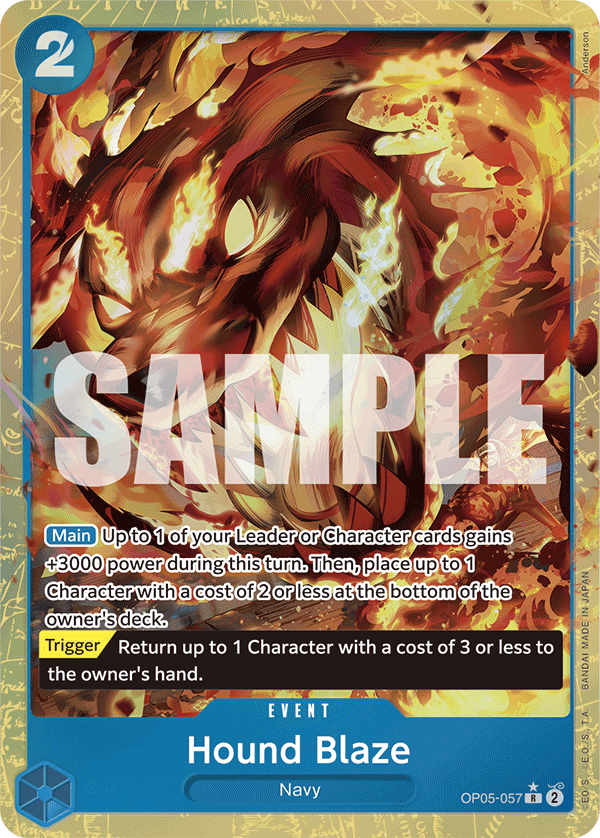 2
Anderson
SAMPLE
Main Up to 1 of your Leader or Character cards gains
+3000 power during this turn. Then, place up to 1
Character with a cost of 2 or less at the bottom of the
owner's deck.
Trigger Return up to 1 Character with a cost of 3 or less to
the owner's hand.
©E.O./S.,T.A BANDAI MADE IN JAPAN
EVENT
Hound Blaze
Navy
OP05-057 R 2